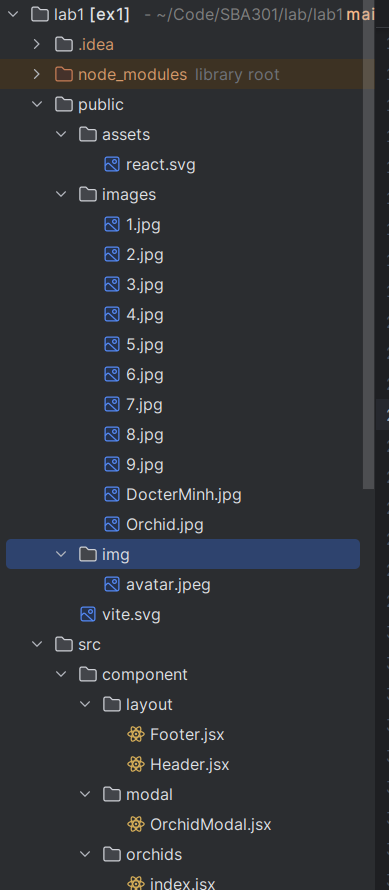 lab1 [ex1] - ~/Code/SBA301/lab/lab1 mai
.idea
node_modules library root
public
assets
react.svg
images
1.jpg
2.jpg
3.jpg
4.jpg
5.jpg
6.jpg
7.jpg
8.jpg
9.jpg
DocterMinh.jpg
Orchid.jpg
img
avatar.jpeg
vite.svg
src
component
layout
Footer.jsx
Header.jsx
modal
OrchidModal.jsx
orchids
index.jsx